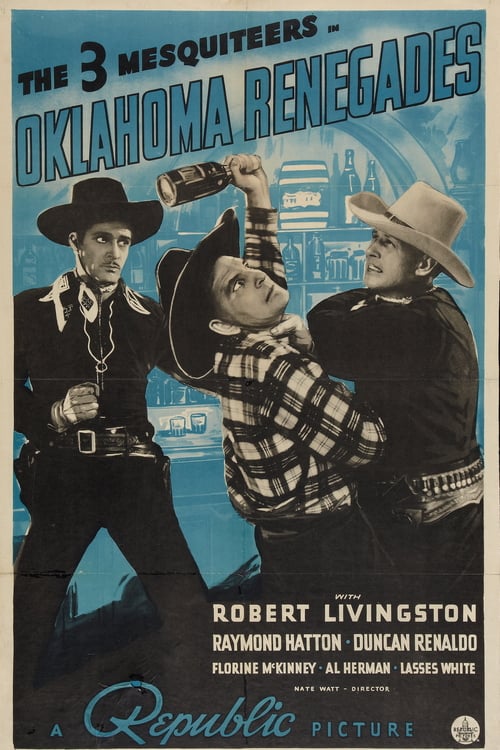 THE 3 MESQUITEERS IN
OKLAHOMA RENEGADES
WITH
ROBERT LIVINGSTON
RAYMOND HATTON · DUNCAN RENALDO
FLORINE McKINNEY · AL HERMAN · LASSES WHITE
NATE WATT – DIRECTOR
A Republic PICTURE